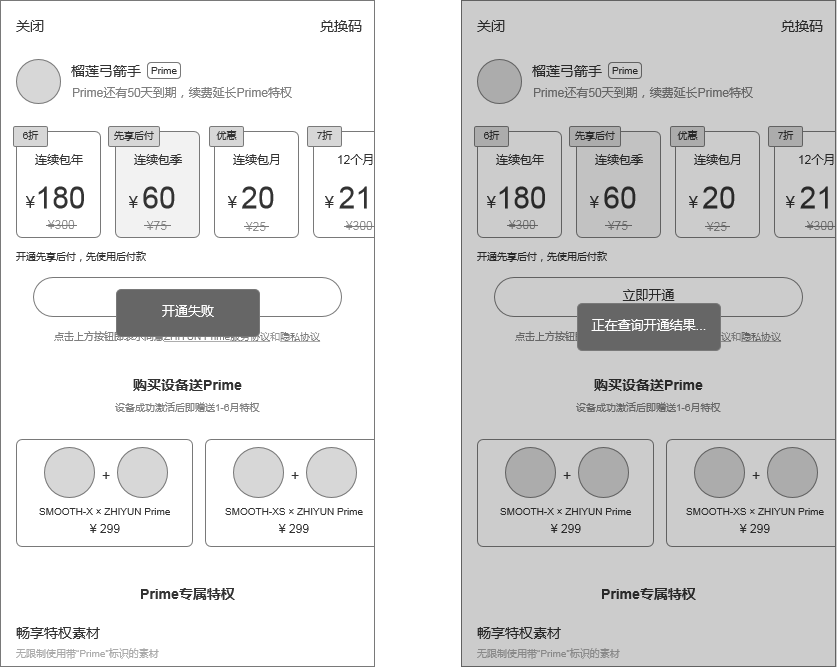 关闭
兑换码
榴莲弓箭手 Prime
Prime还有50天到期，续费延长Prime特权
6折
先享后付
优惠
7折
连续包年
连续包季
连续包月
12个月
¥180
¥60
¥20
¥21
¥300
¥75
¥25
¥300
开通先享后付，先使用后付款
开通失败
点击上方按钮即表示同意ZHIYUN Prime服务协议和隐私协议
购买设备送Prime
设备成功激活后即赠送1-6月特权
+
+
SMOOTH-X × ZHIYUN Prime
SMOOTH-XS × ZHIYUN Prime
¥ 299
¥ 299
Prime专属特权
畅享特权素材
无限制使用带“Prime”标识的素材
关闭
兑换码
榴莲弓箭手 Prime
Prime还有50天到期，续费延长Prime特权
6折
先享后付
优惠
7折
连续包年
连续包季
连续包月
12个月
¥180
¥60
¥20
¥21
¥300
¥75
¥25
¥300
开通先享后付，先使用后付款
立即开通
正在查询开通结果...
点击上方按钮
议和隐私协议
购买设备送Prime
设备成功激活后即赠送1-6月特权
+
+
SMOOTH-X × ZHIYUN Prime
SMOOTH-XS × ZHIYUN Prime
¥ 299
¥ 299
Prime专属特权
畅享特权素材
无限制使用带“Prime”标识的素材